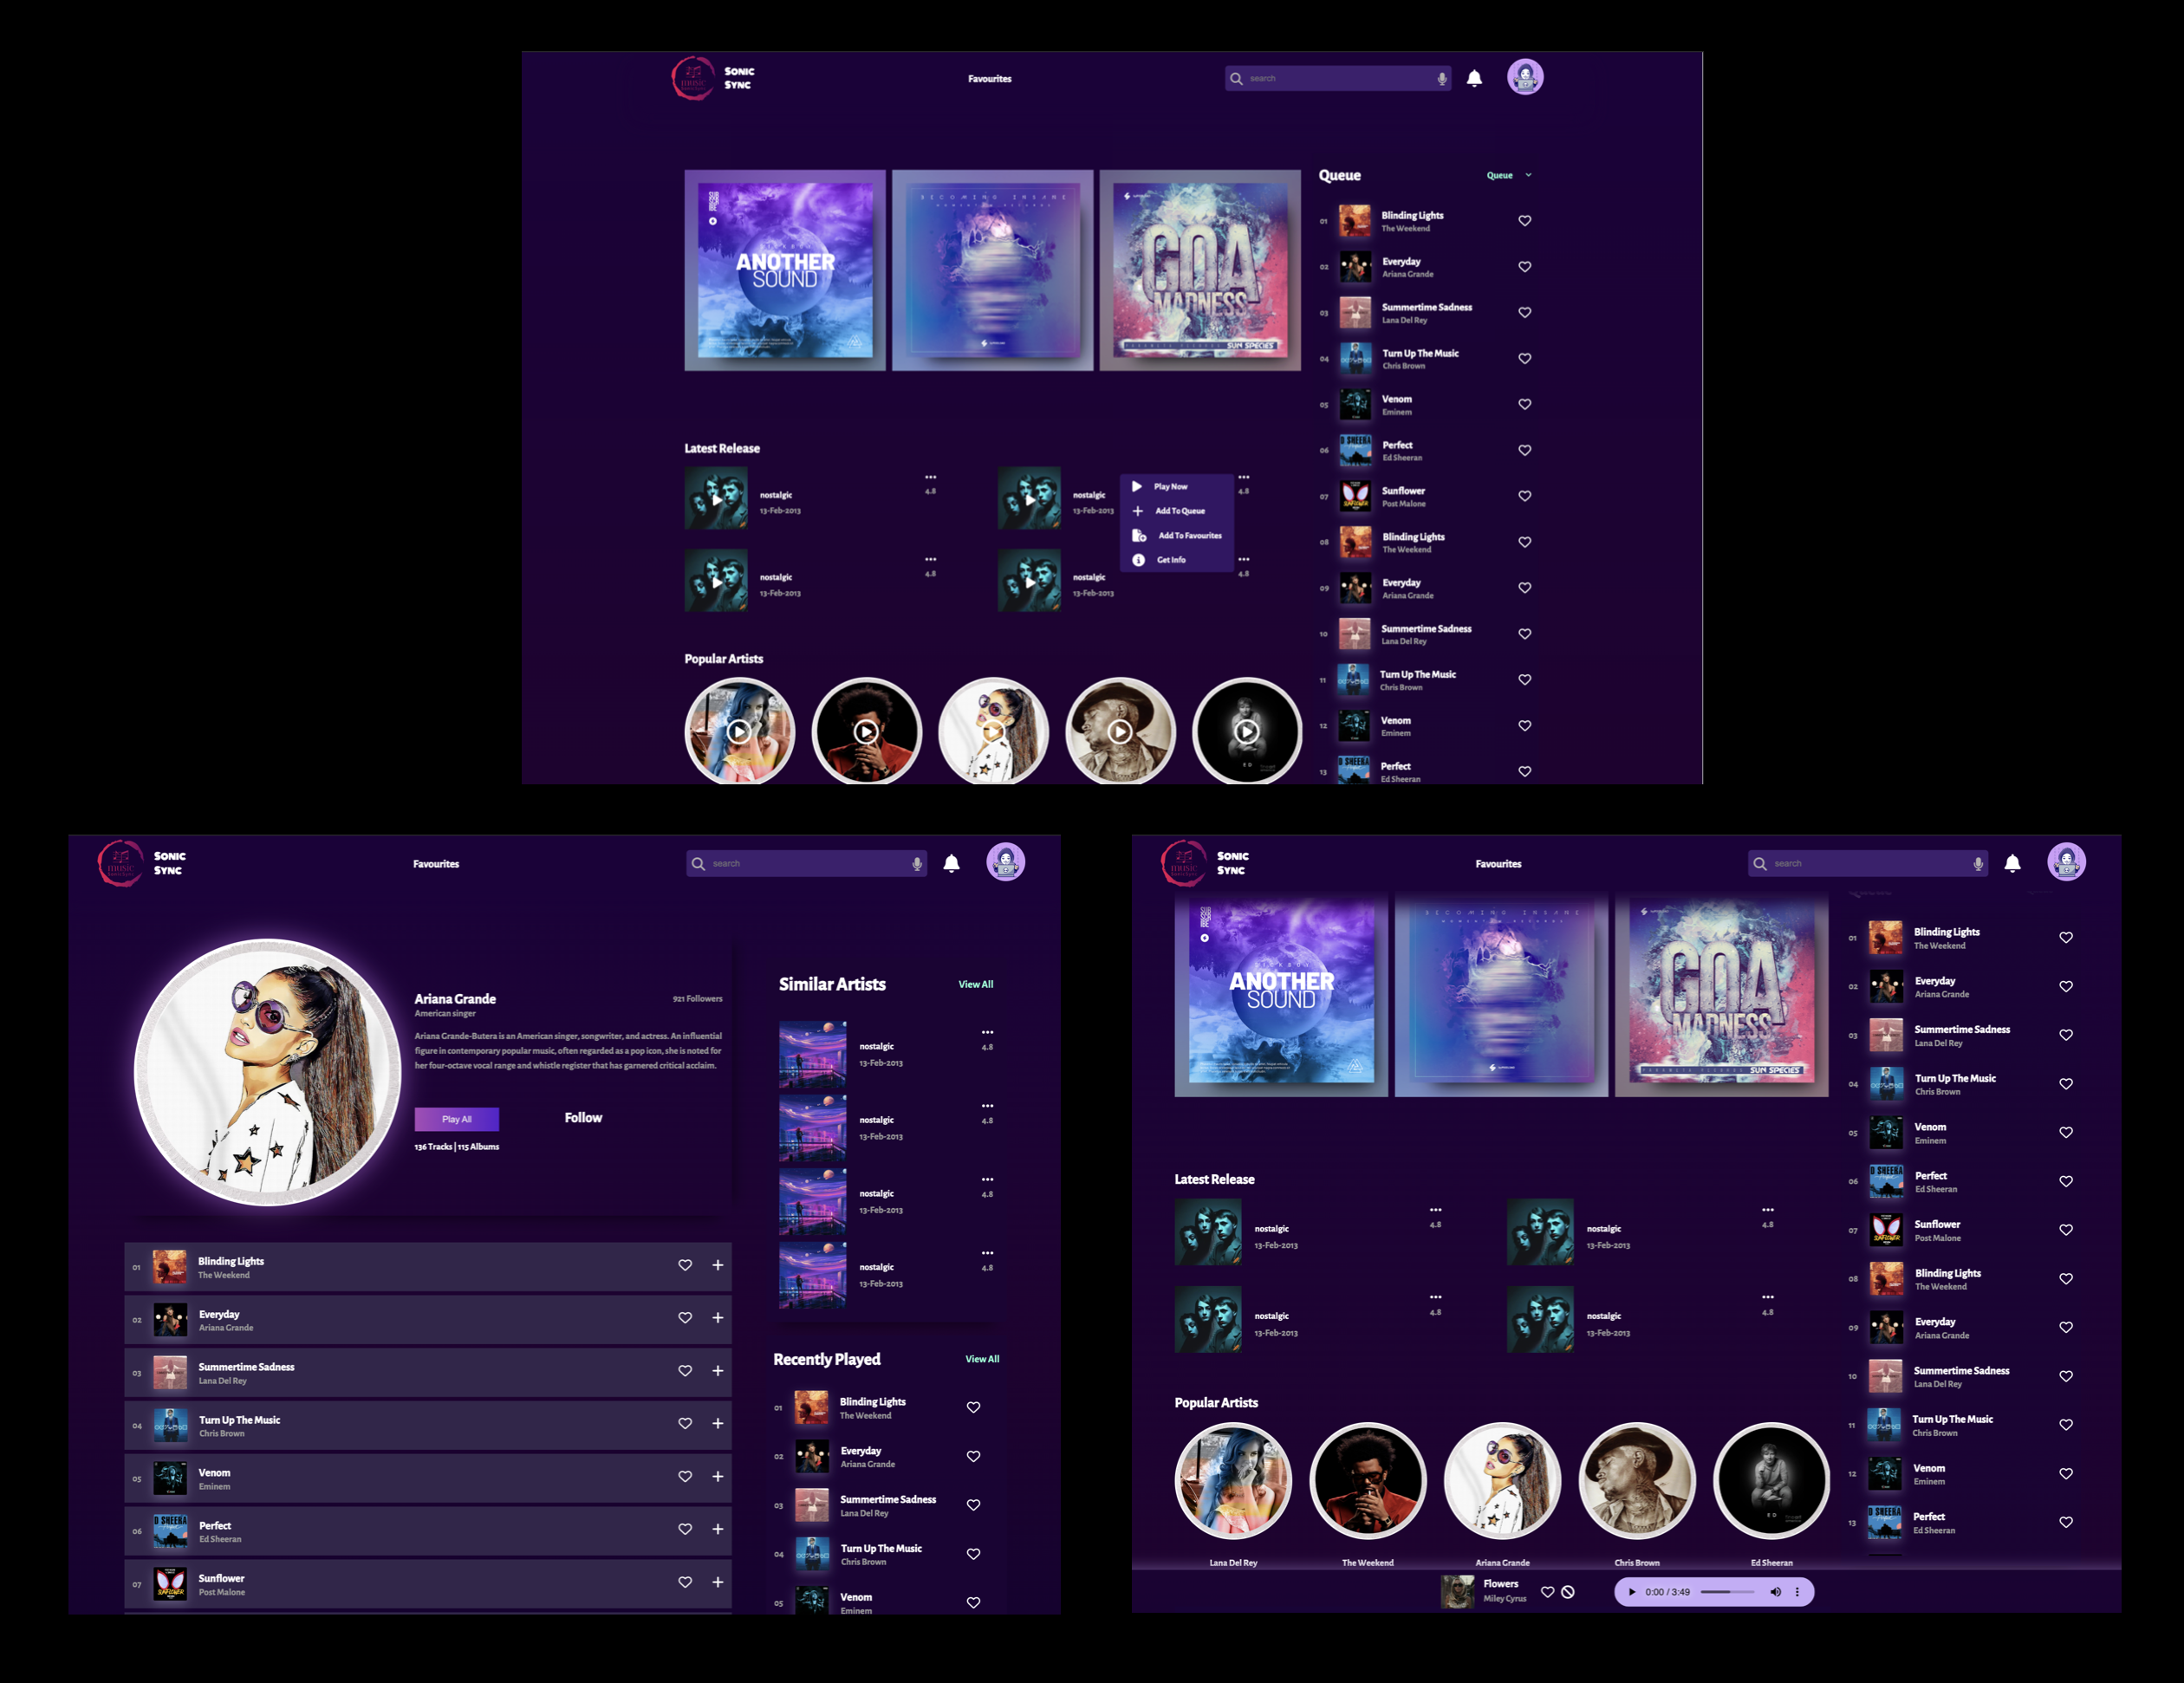 music
SONIC
SYNC
Favourites
search
ANOTHER
SOUND
BECOMING INSANE
GOA
MADNESS
SUN SPECIES
Queue
Queue
01
Blinding Lights
The Weekend
02
Everyday
Ariana Grande
03
Summertime Sadness
Lana Del Rey
04
Turn Up The Music
Chris Brown
05
Venom
Eminem
06
Perfect
Ed Sheeran
07
Sunflower
Post Malone
08
Blinding Lights
The Weekend
09
Everyday
Ariana Grande
10
Summertime Sadness
Lana Del Rey
11
Turn Up The Music
Chris Brown
12
Venom
Eminem
13
Perfect
Ed Sheeran
Latest Release
nostalgic
13-Feb-2013
4.8
nostalgic
13-Feb-2013
4.8
Play Now
Add To Queue
Add To Favourites
Get Info
nostalgic
13-Feb-2013
4.8
nostalgic
13-Feb-2013
4.8
Popular Artists
music
SONIC
SYNC
Favourites
search
Ariana Grande
921 Followers
American singer
Ariana Grande-Butera is an American singer, songwriter, and actress. An influential
figure in contemporary popular music, often regarded as a pop icon, she is noted for
her four-octave vocal range and whistle register that has garnered critical acclaim.
Play All
Follow
136 Tracks | 115 Albums
01
Blinding Lights
The Weekend
02
Everyday
Ariana Grande
03
Summertime Sadness
Lana Del Rey
04
Turn Up The Music
Chris Brown
05
Venom
Eminem
06
Perfect
Ed Sheeran
07
Sunflower
Post Malone
Similar Artists
View All
nostalgic
13-Feb-2013
4.8
nostalgic
13-Feb-2013
4.8
nostalgic
13-Feb-2013
4.8
nostalgic
13-Feb-2013
4.8
Recently Played
View All
01
Blinding Lights
The Weekend
02
Everyday
Ariana Grande
03
Summertime Sadness
Lana Del Rey
04
Turn Up The Music
Chris Brown
05
Venom
Eminem
music
SONIC
SYNC
Favourites
search
ANOTHER
SOUND
BECOMING INSANE
GOA
MADNESS
SUN SPECIES
01
Blinding Lights
The Weekend
02
Everyday
Ariana Grande
03
Summertime Sadness
Lana Del Rey
04
Turn Up The Music
Chris Brown
05
Venom
Eminem
06
Perfect
Ed Sheeran
07
Sunflower
Post Malone
08
Blinding Lights
The Weekend
09
Everyday
Ariana Grande
10
Summertime Sadness
Lana Del Rey
11
Turn Up The Music
Chris Brown
12
Venom
Eminem
13
Perfect
Ed Sheeran
Latest Release
nostalgic
13-Feb-2013
4.8
nostalgic
13-Feb-2013
4.8
nostalgic
13-Feb-2013
4.8
nostalgic
13-Feb-2013
4.8
Popular Artists
Lana Del Rey
The Weekend
Ariana Grande
Chris Brown
Ed Sheeran
Flowers
Miley Cyrus
0:00 / 3:49